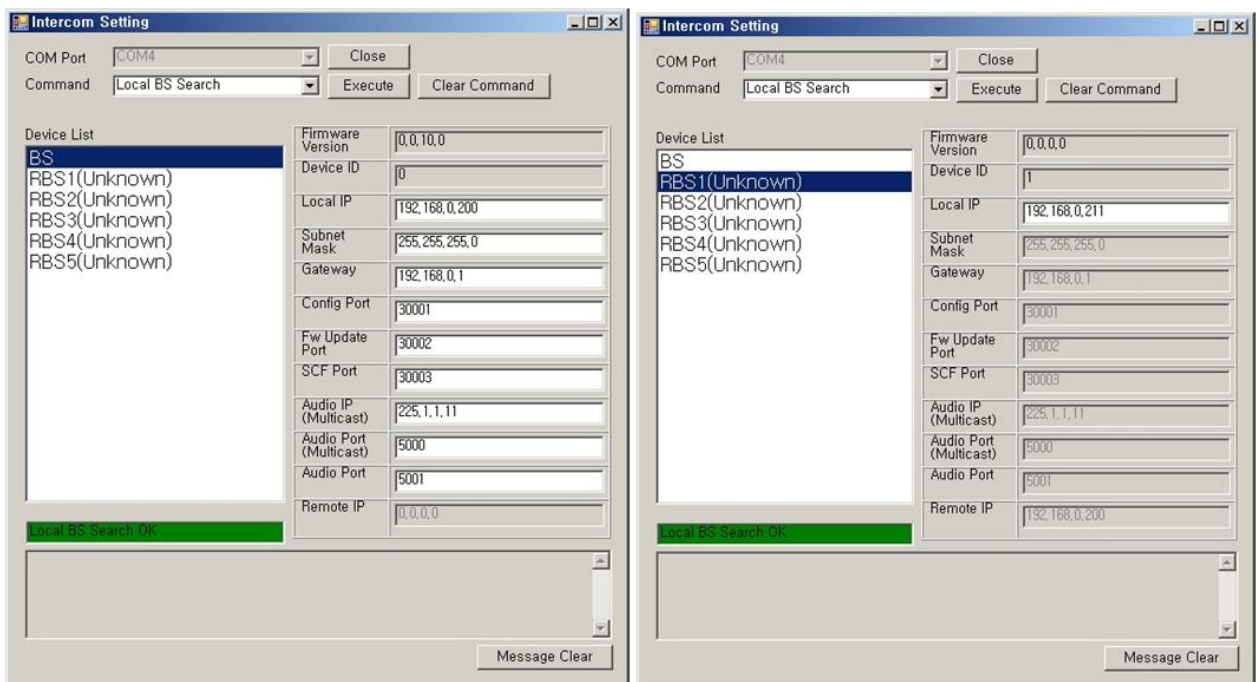 Intercom Setting
COM Port COM4 Close
Command Local BS Search Execute Clear Command
Device List
BS
RBS1(Unknown)
RBS2(Unknown)
RBS3(Unknown)
RBS4(Unknown)
RBS5(Unknown)
Firmware
Version 0,0,10,0
Device ID 0
Local IP 192,168,0,200
Subnet
Mask 255,255,255,0
Gateway 192,168,0,1
Config Port 30001
Fw Update
Port 30002
SCF Port 30003
Audio IP
(Multicast) 225,1,1,11
Audio Port
(Multicast) 5000
Audio Port 5001
Remote IP 0,0,0,0
Local BS Search OK
Message Clear
Intercom Setting
COM Port COM4 Close
Command Local BS Search Execute Clear Command
Device List
BS
RBS1(Unknown)
RBS2(Unknown)
RBS3(Unknown)
RBS4(Unknown)
RBS5(Unknown)
Firmware
Version 0,0,0,0
Device ID 1
Local IP 192,168,0,211
Subnet
Mask 255,255,255,0
Gateway 192,168,0,1
Config Port 30001
Fw Update
Port 30002
SCF Port 30003
Audio IP
(Multicast) 225,1,1,11
Audio Port
(Multicast) 5000
Audio Port 5001
Remote IP 192,168,0,200
Local BS Search OK
Message Clear